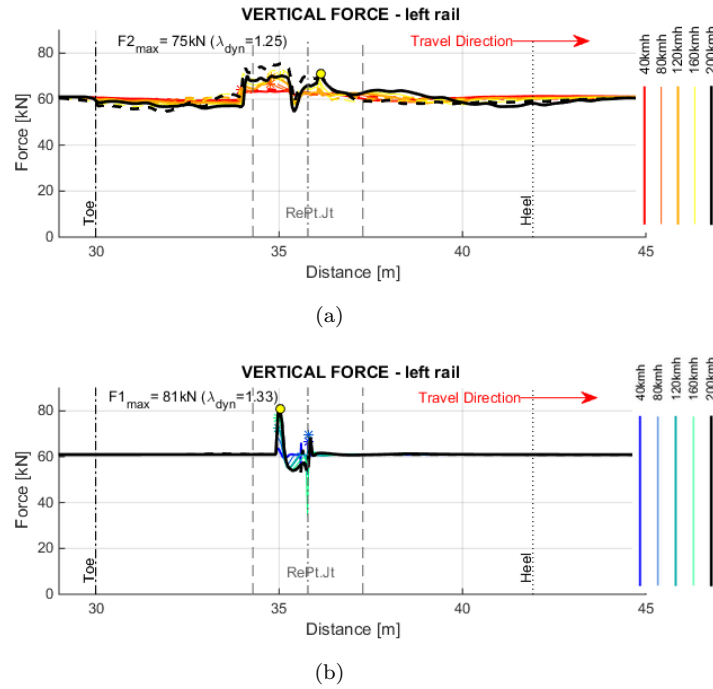 VERTICAL FORCE - left rail
F2max = 75kN (λdyn = 1.25)
Travel Direction
80
60
40
20
0
Force [kN]
Toe
RePt.Jt
Heel
30
35
40
45
Distance [m]
40kmh
80kmh
120kmh
160kmh
200kmh
(a)
VERTICAL FORCE - left rail
F1max = 81kN (λdyn = 1.33)
Travel Direction
80
60
40
20
0
Force [kN]
Toe
RePt.Jt
Heel
30
35
40
45
Distance [m]
40kmh
80kmh
120kmh
160kmh
200kmh
(b)